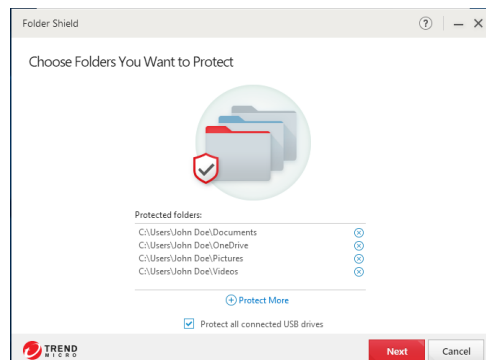 Folder Shield
Choose Folders You Want to Protect
Protected folders:
C:\Users\John Doe\Documents
C:\Users\John Doe\OneDrive
C:\Users\John Doe\Pictures
C:\Users\John Doe\Videos
Protect More
Protect all connected USB drives
TREND
MICRO
Next
Cancel